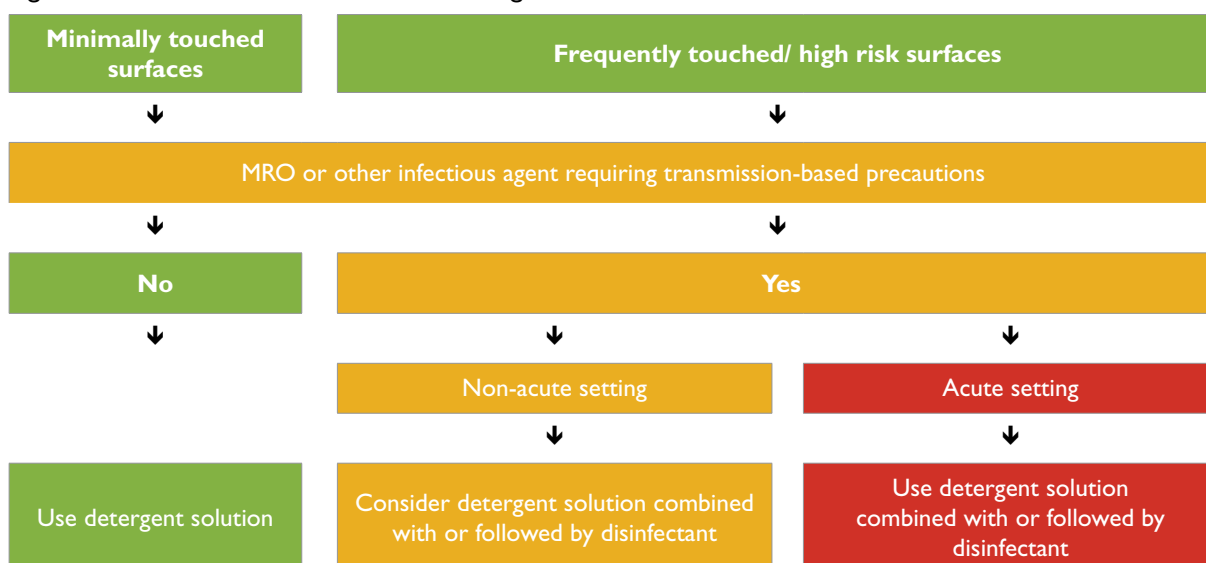 Minimally touched
surfaces
Frequently touched/ high risk surfaces
MRO or other infectious agent requiring transmission-based precautions
No
Yes
Non-acute setting
Acute setting
Use detergent solution
Consider detergent solution combined
with or followed by disinfectant
Use detergent solution
combined with or followed by
disinfectant